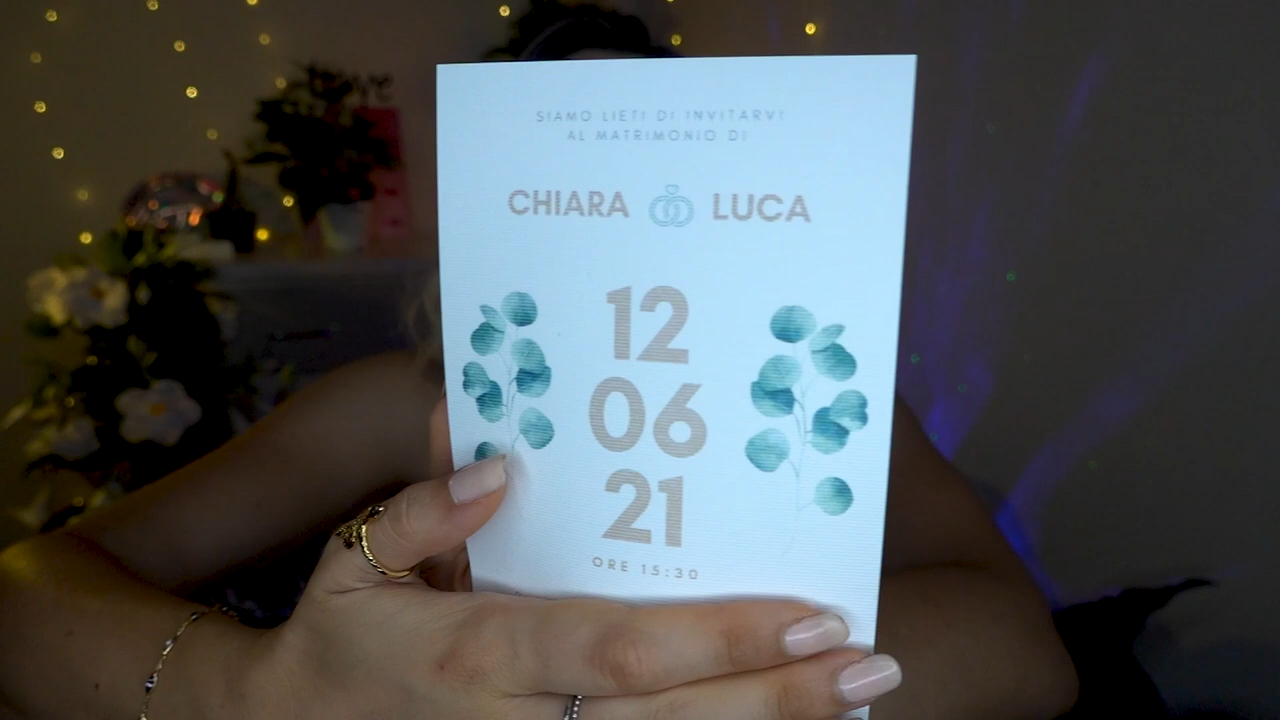 SIAMO LIETI DI INVITARVI
AL MATRIMONIO DI
CHIARA LUCA
12
06
21
ORE 15:30